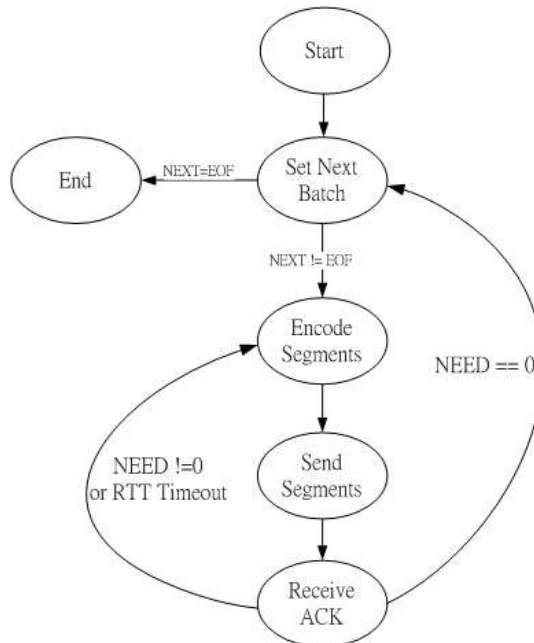 Start
End
NEXT=EOF
Set Next
Batch
NEXT != EOF
Encode
Segments
NEED == 0
NEED !=0
or RTT Timeout
Send
Segments
Receive
ACK